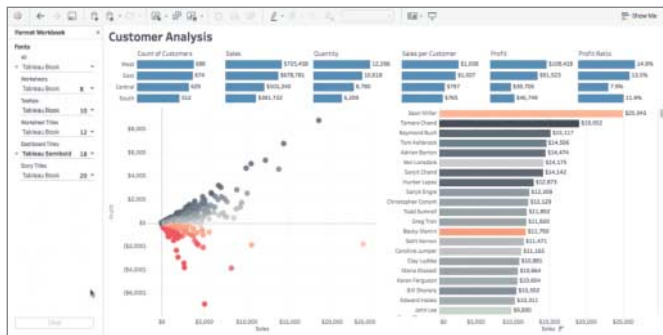 Show Me
Format Workbook
Fonts
All
Tableau Book
Worksheets
Tableau Book 9
Tooltips
Tableau Book 10
Worksheet Titles
Tableau Book 12
Dashboard Titles
Tableau Semibold 18
Story Titles
Tableau Book 20
Customer Analysis
Count of Customers Sales Quantity Sales per Customer Profit Profit Ratio
West 686 $725,458 12,266 $1,058 $108,418 14.9%
East 674 $678,781 10,618 $1,007 $91,523 13.5%
Central 629 $501,240 8,780 $797 $39,706 7.9%
South 512 $391,722 6,209 $765 $46,749 11.9%
Profit
$8,000
$6,000
$4,000
$2,000
$0
($2,000)
($4,000)
($6,000)
$0 $5,000 $10,000 $15,000 $20,000 $25,000
Sales
Sean Miller $25,043
Tamara Chand $19,052
Raymond Buch $15,117
Tom Ashbrook $14,596
Adrian Barton $14,474
Ken Lonsdale $14,175
Sanjit Chand $14,142
Hunter Lopez $12,873
Sanjit Engle $12,209
Christopher Conant $12,129
Todd Sumrall $11,892
Greg Tran $11,820
Becky Martin $11,790
Seth Vernon $11,471
Caroline Jumper $11,165
Clay Ludtke $10,881
Maria Etezadi $10,664
Karen Ferguson $10,604
Bill Shonely $10,502
Edward Hooks $10,311
John Lee $9,800
$0 $5,000 $10,000 $15,000 $20,000 $25,000
Sales